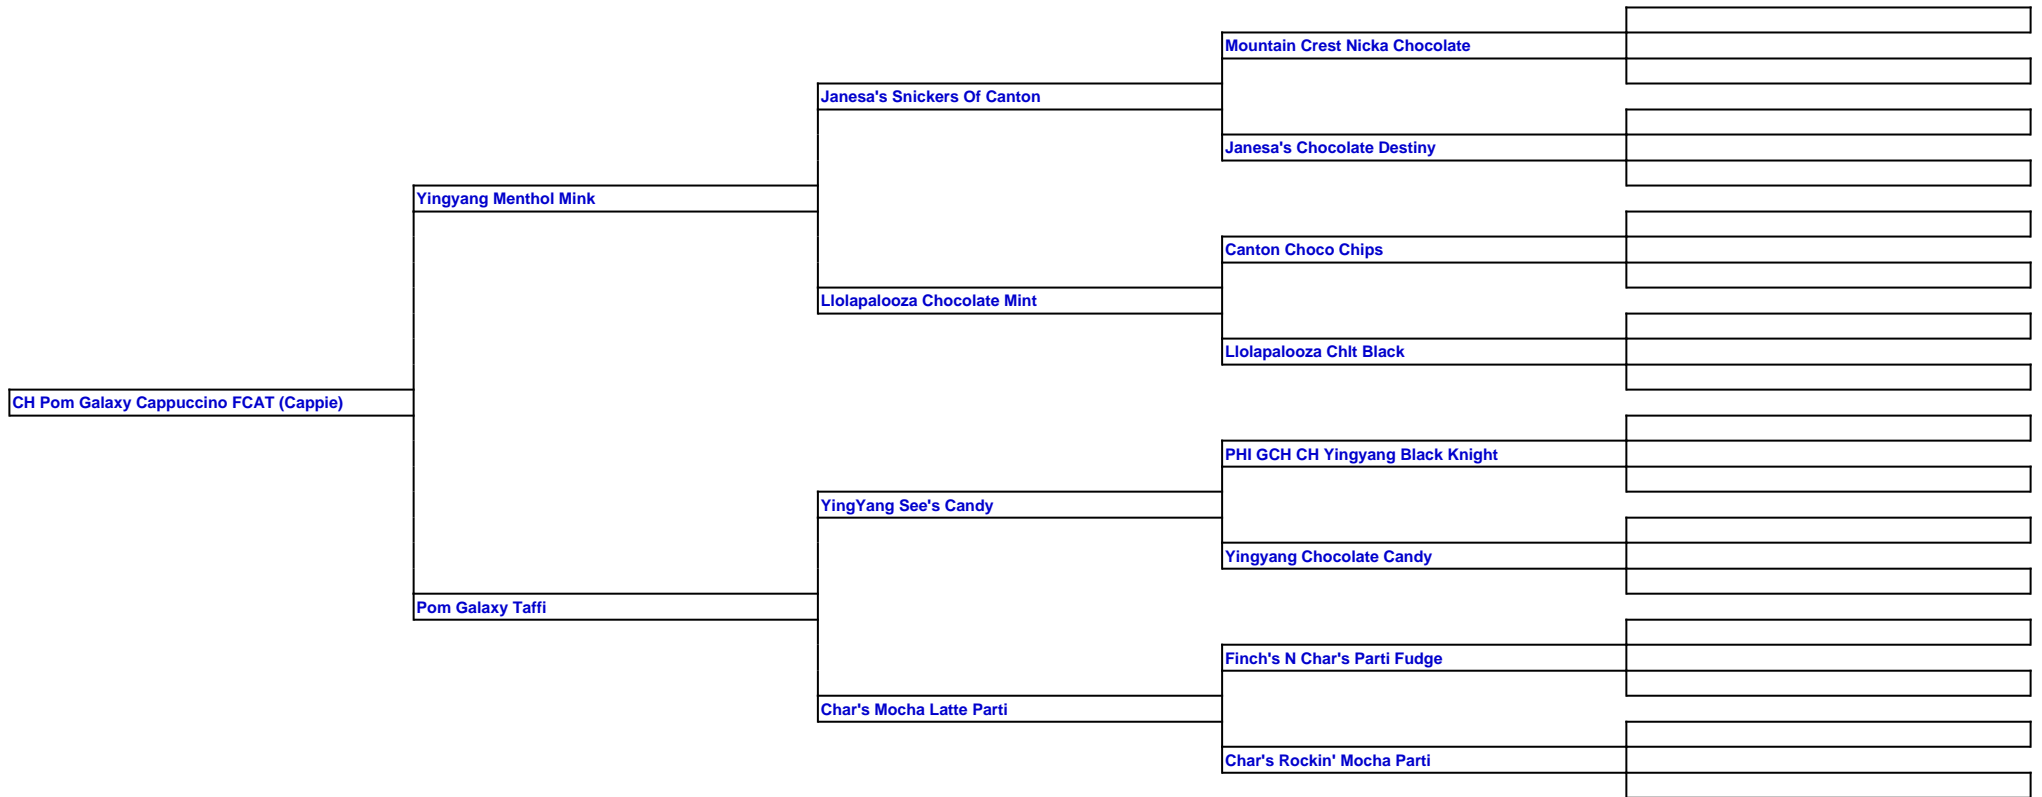 Mountain Crest Nicka Chocolate
Janesa's Snickers Of Canton
Janesa's Chocolate Destiny
Yingyang Menthol Mink
Canton Choco Chips
Llolapalooza Chocolate Mint
Llolapalooza Chlt Black
CH Pom Galaxy Cappuccino FCAT (Cappie)
PHI GCH CH Yingyang Black Knight
YingYang See's Candy
Yingyang Chocolate Candy
Pom Galaxy Taffi
Finch's N Char's Parti Fudge
Char's Mocha Latte Parti
Char's Rockin' Mocha Parti